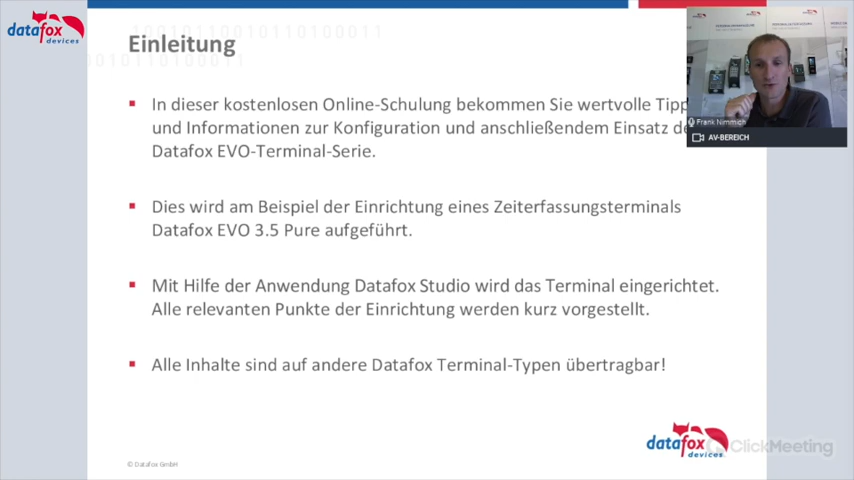 datafox
devices
Einleitung
In dieser kostenlosen Online-Schulung bekommen Sie wertvolle Tipp
und Informationen zur Konfiguration und anschließendem Einsatz de
Datafox EVO-Terminal-Serie.
Dies wird am Beispiel der Einrichtung eines Zeiterfassungsterminals
Datafox EVO 3.5 Pure aufgeführt.
Mit Hilfe der Anwendung Datafox Studio wird das Terminal eingerichtet.
Alle relevanten Punkte der Einrichtung werden kurz vorgestellt.
Alle Inhalte sind auf andere Datafox Terminal-Typen übertragbar!
© Datafox GmbH
Frank Nimmich
AV-BEREICH
datafox
devices
ClickMeeting